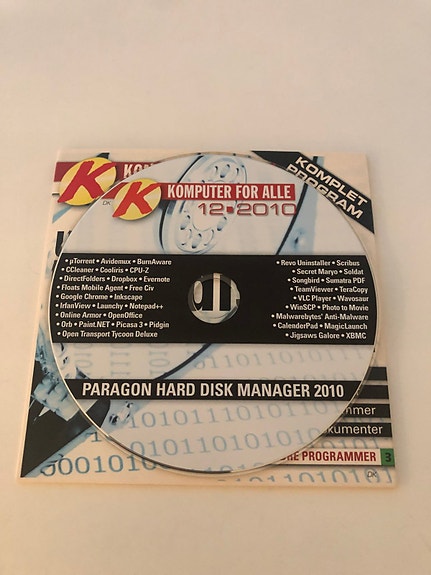 K KOM
KOMPLET
PROGRAM
K KOMPUTER FOR ALLE
DK
12•2010
• µTorrent • Avidemux • BurnAware
• CCleaner • Cooliris • CPU-Z
• DirectFolders • Dropbox • Evernote
Floats Mobile Agent • Free Civ
Google Chrome • Inkscape
IrfanView • Launchy • Notepad++
Online Armor • OpenOffice
• Orb • Paint.NET • Picasa 3 • Pidgin
• Open Transport Tycoon Deluxe
• Revo Uninstaller • Scribus
• Secret Maryo • Soldat
Songbird • Sumatra PDF
• TeamViewer • TeraCopy
VLC Player • Wavosaur
• WinSCP • Photo to Movie
Malwarebytes' Anti-Malware
• CalenderPad • MagicLaunch
• Jigsaws Galore • XBMC
PARAGON HARD DISK MANAGER 2010
mmer
kumenter
RE PROGRAMMER 3
DK